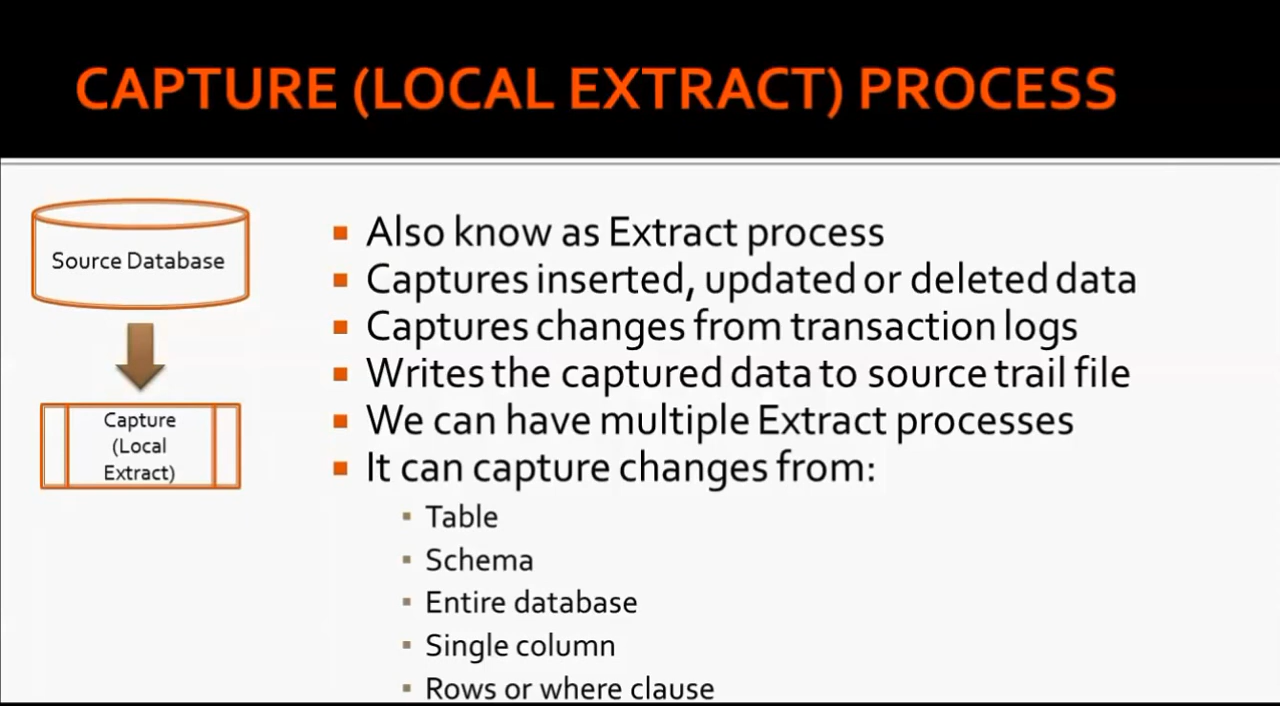 CAPTURE (LOCAL EXTRACT) PROCESS
Source Database
Capture
(Local
Extract)
Also know as Extract process
Captures inserted, updated or deleted data
Captures changes from transaction logs
Writes the captured data to source trail file
We can have multiple Extract processes
It can capture changes from:
Table
Schema
Entire database
Single column
Rows or where clause